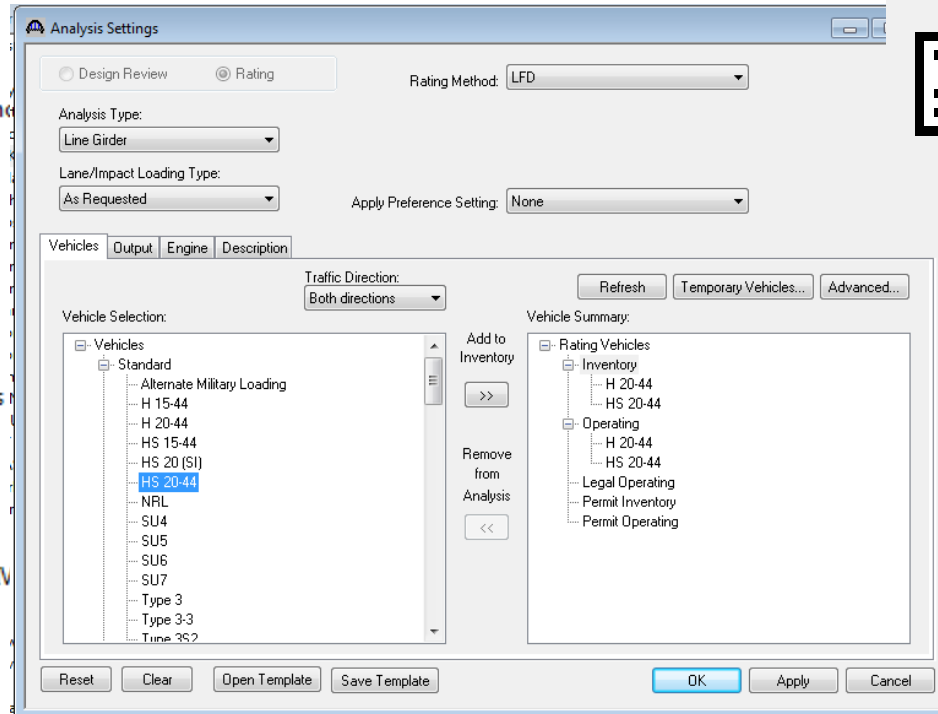 Analysis Settings
Design Review Rating
Rating Method: LFD
Analysis Type:
Line Girder
Lane/Impact Loading Type:
As Requested
Apply Preference Setting: None
Vehicles Output Engine Description
Traffic Direction:
Both directions
Refresh Temporary Vehicles... Advanced...
Vehicle Selection:
Vehicles
Standard
Alternate Military Loading
H 15-44
H 20-44
HS 15-44
HS 20 (SI)
HS 20-44
NRL
SU4
SU5
SU6
SU7
Type 3
Type 3-3
Type 3S2
Add to
Inventory
>>
Remove
from
Analysis
<<
Vehicle Summary:
Rating Vehicles
Inventory
H 20-44
HS 20-44
Operating
H 20-44
HS 20-44
Legal Operating
Permit Inventory
Permit Operating
Reset Clear Open Template Save Template OK Apply Cancel